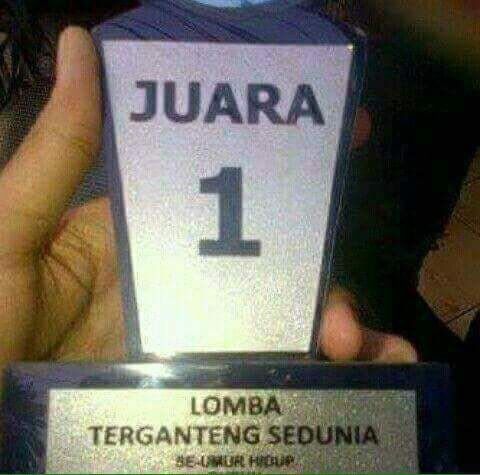 JUARA
1
LOMBA
TERGANTENG SEDUNIA
SE-UMUR HIDUP